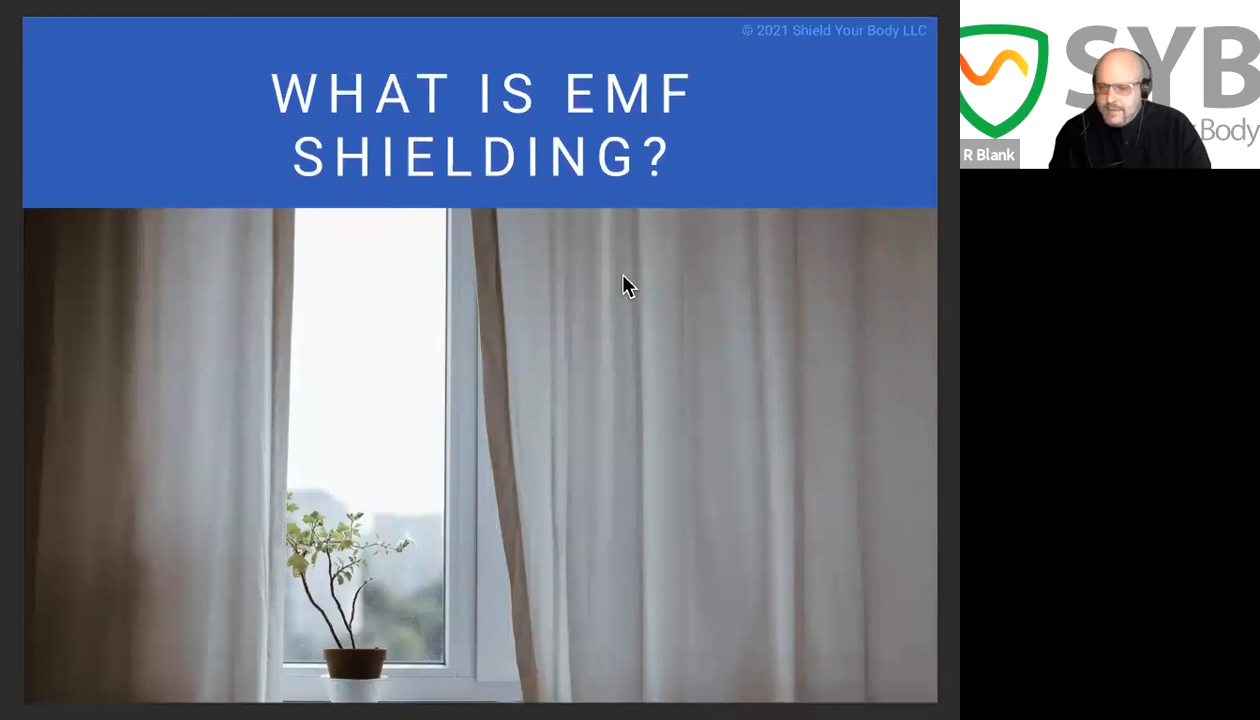 © 2021 Shield Your Body LLC
WHAT IS EMF
SHIELDING?
SYB
Body
R Blank